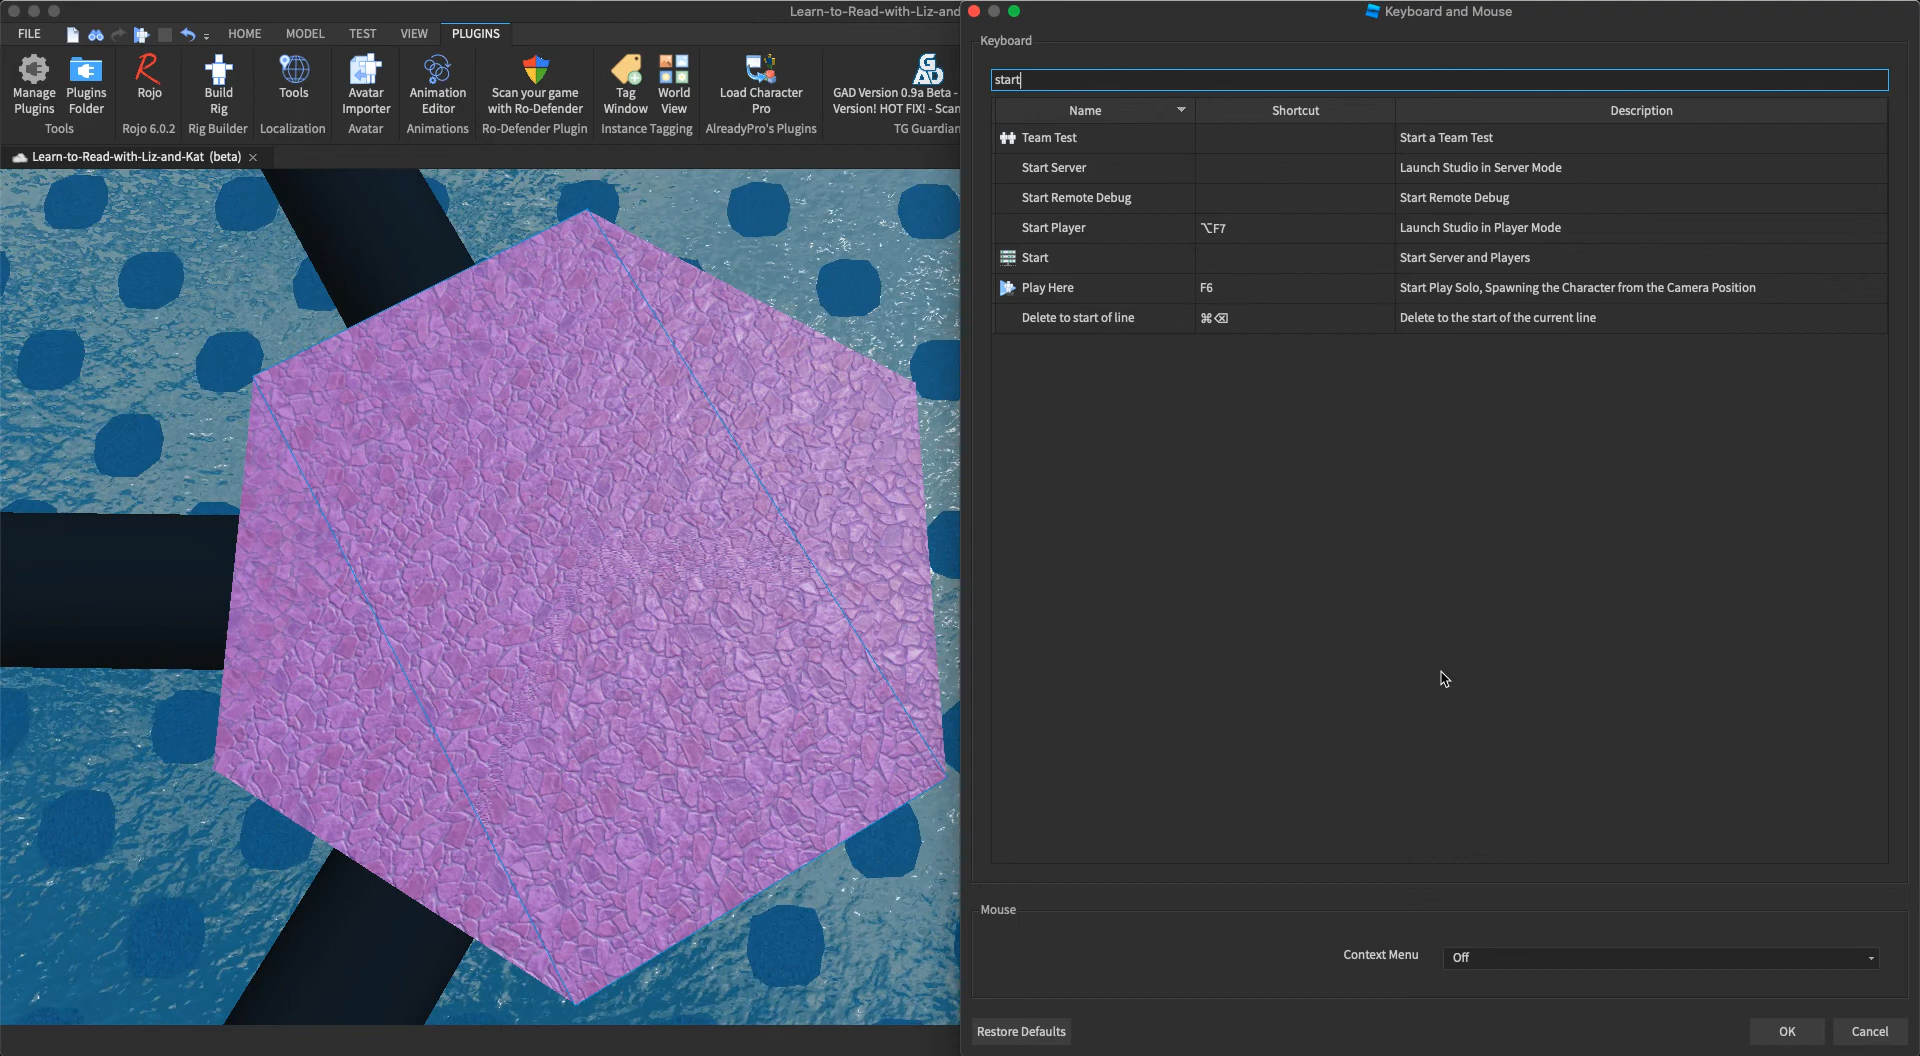 Learn-to-Read-with-Liz-and
FILE
HOME
MODEL
TEST
VIEW
PLUGINS
Manage
Plugins
Plugins
Folder
Tools
Rojo
Rojo 6.0.2
Build
Rig
Rig Builder
Tools
Localization
Avatar
Importer
Avatar
Animation
Editor
Animations
Scan your game
with Ro-Defender
Ro-Defender Plugin
Tag
Window
World
View
Instance Tagging
Load Character
Pro
AlreadyPro's Plugins
GAD
GAD Version 0.9a Beta -
Version! HOT FIX! - Scan
TG Guardian
Learn-to-Read-with-Liz-and-Kat (beta)
Keyboard and Mouse
Keyboard
start
Name Shortcut Description
Team Test Start a Team Test
Start Server Launch Studio in Server Mode
Start Remote Debug Start Remote Debug
Start Player ⌥F7 Launch Studio in Player Mode
Start Start Server and Players
Play Here F6 Start Play Solo, Spawning the Character from the Camera Position
Delete to start of line ⌘⌫ Delete to the start of the current line
Mouse
Context Menu Off
Restore Defaults
OK
Cancel